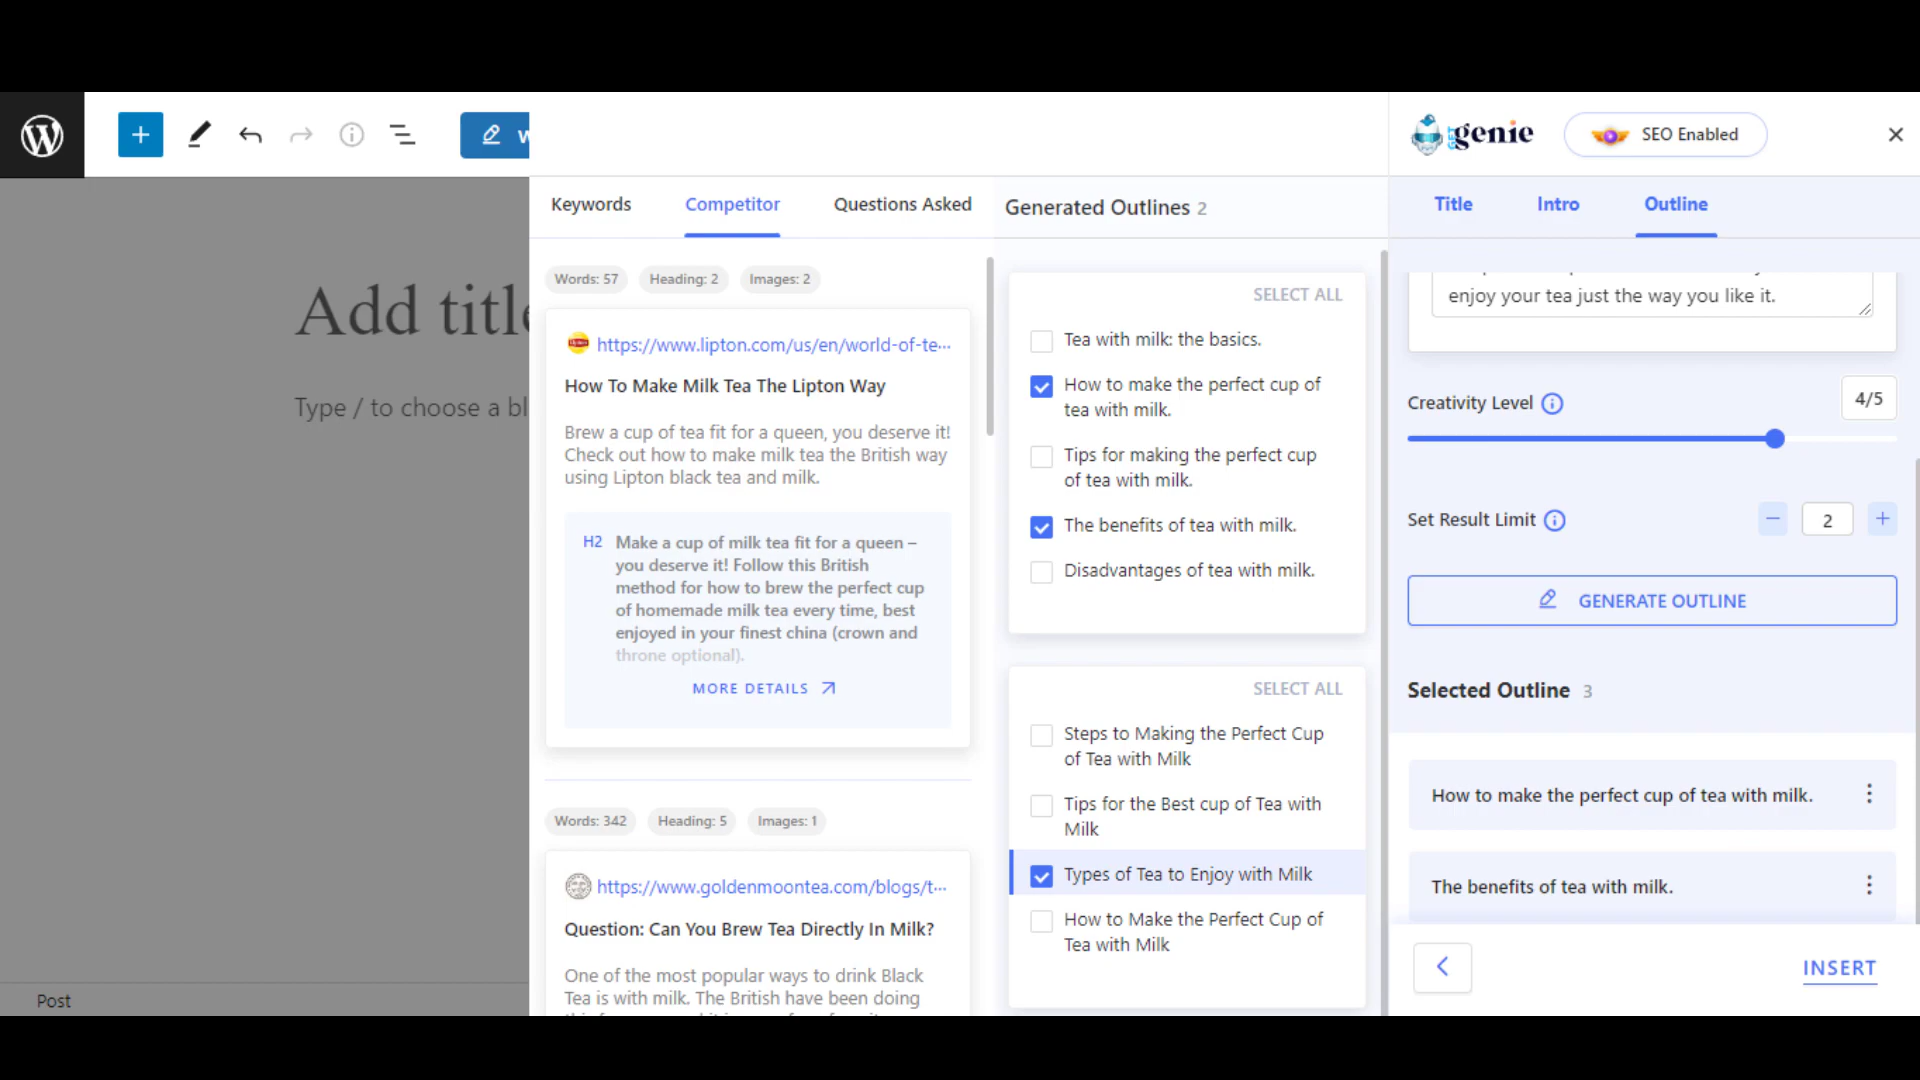 W
Add title
Type / to choose a bl
Post
Keywords
Competitor
Questions Asked
Words: 57
Heading: 2
Images: 2
https://www.lipton.com/us/en/world-of-te...
How To Make Milk Tea The Lipton Way
Brew a cup of tea fit for a queen, you deserve it!
Check out how to make milk tea the British way
using Lipton black tea and milk.
H2
Make a cup of milk tea fit for a queen –
you deserve it! Follow this British
method for how to brew the perfect cup
of homemade milk tea every time, best
enjoyed in your finest china (crown and
throne optional).
MORE DETAILS
Words: 342
Heading: 5
Images: 1
https://www.goldenmoontea.com/blogs/t...
Question: Can You Brew Tea Directly In Milk?
One of the most popular ways to drink Black
Tea is with milk. The British have been doing
Generated Outlines 2
SELECT ALL
Tea with milk: the basics.
How to make the perfect cup of
tea with milk.
Tips for making the perfect cup
of tea with milk.
The benefits of tea with milk.
Disadvantages of tea with milk.
SELECT ALL
Steps to Making the Perfect Cup
of Tea with Milk
Tips for the Best cup of Tea with
Milk
Types of Tea to Enjoy with Milk
How to Make the Perfect Cup of
Tea with Milk
GET genie
SEO Enabled
Title
Intro
Outline
enjoy your tea just the way you like it.
Creativity Level
4/5
Set Result Limit
2
GENERATE OUTLINE
Selected Outline 3
How to make the perfect cup of tea with milk.
The benefits of tea with milk.
INSERT